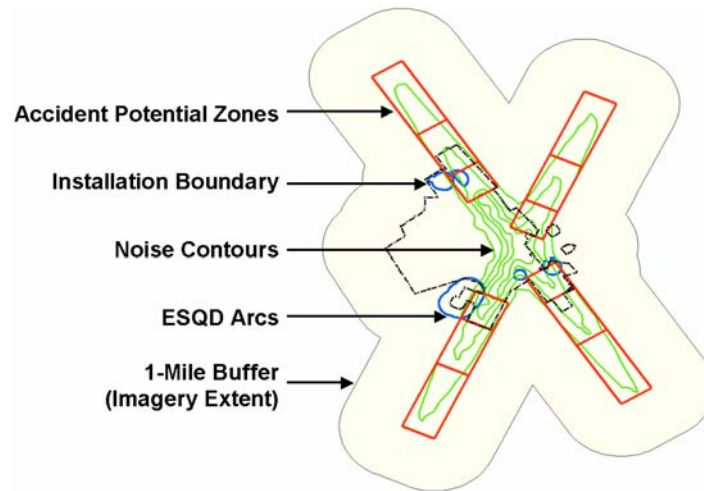 Accident Potential Zones
Installation Boundary
Noise Contours
ESQD Arcs
1-Mile Buffer
(Imagery Extent)